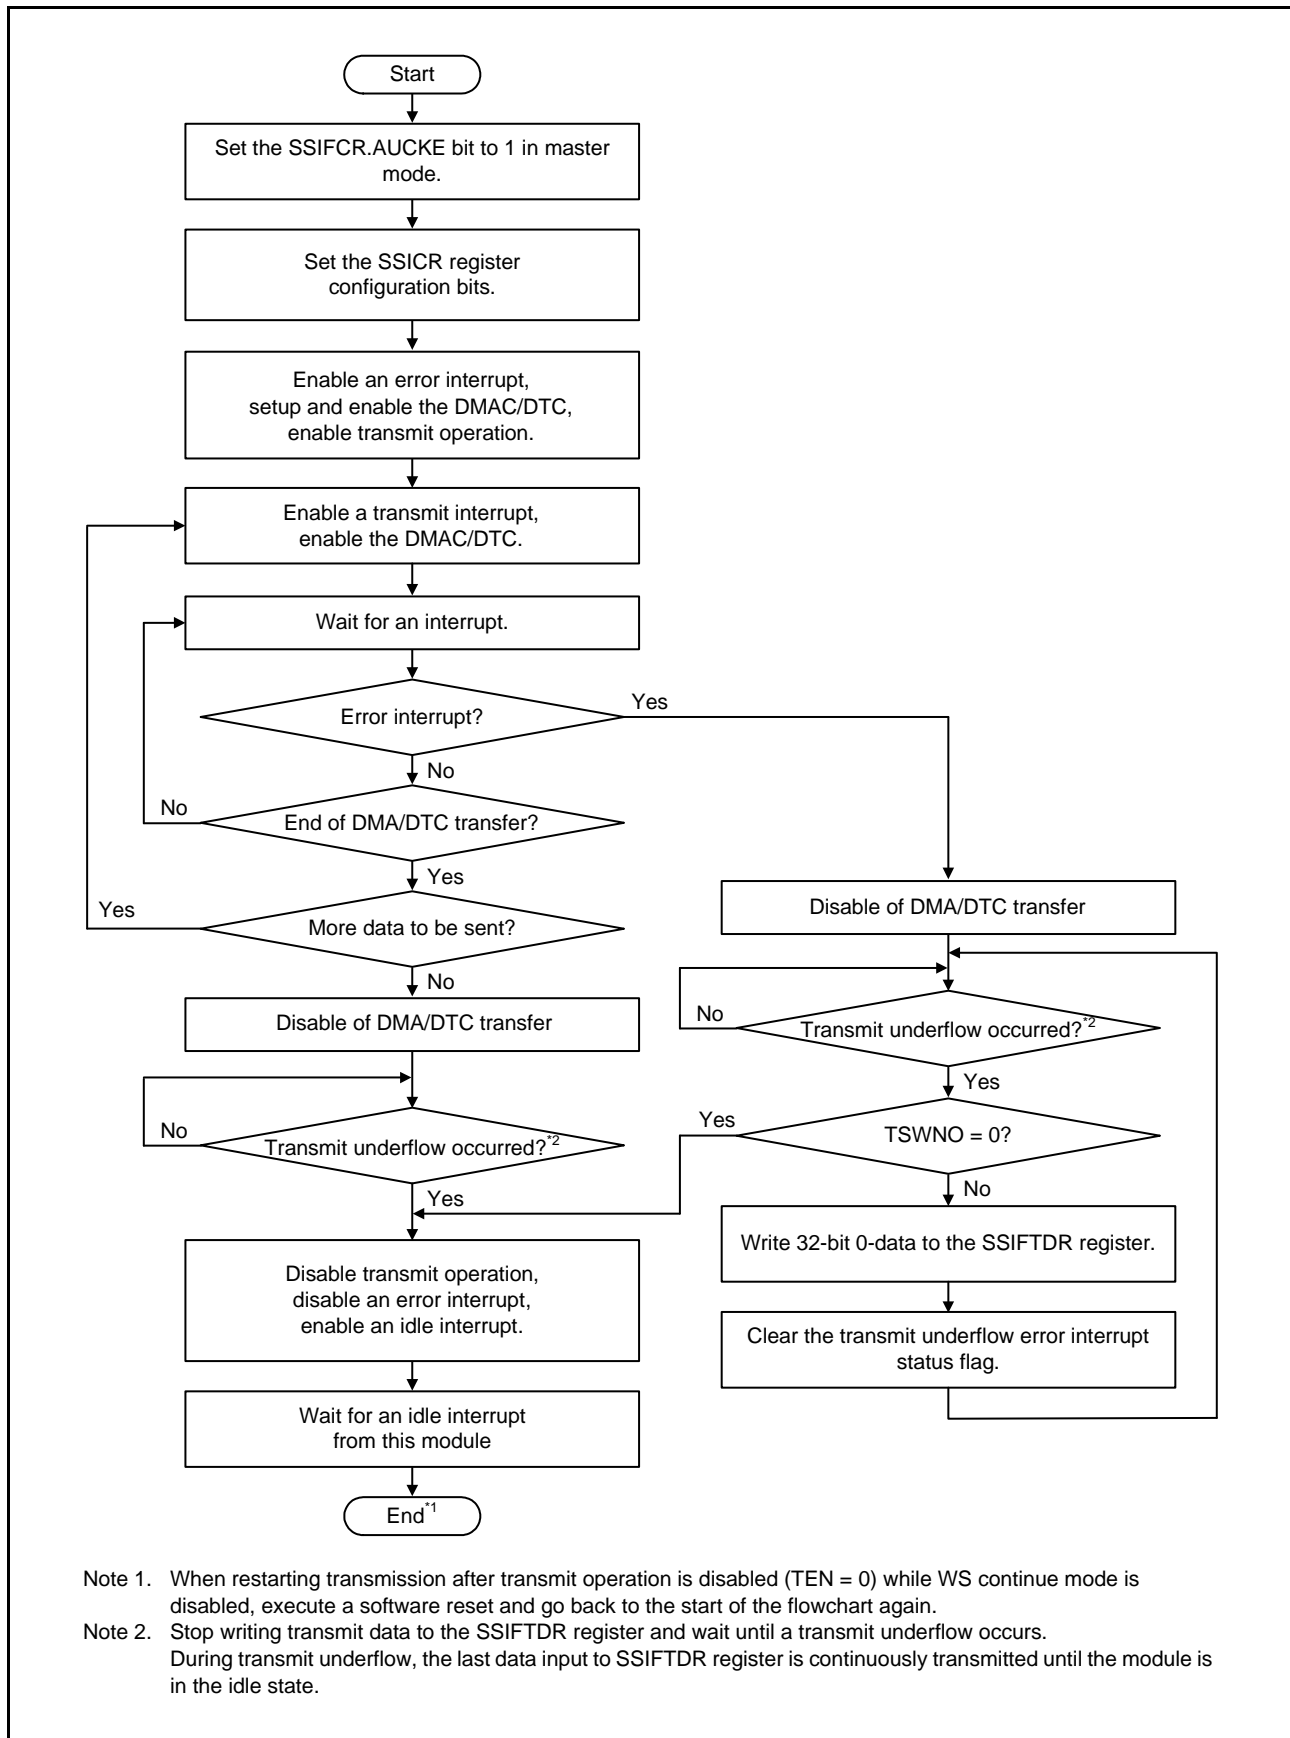 Start
Set the SSIFCR.AUCKE bit to 1 in master
mode.
Set the SSICR register
configuration bits.
Enable an error interrupt,
setup and enable the DMAC/DTC,
enable transmit operation.
Enable a transmit interrupt,
enable the DMAC/DTC.
Wait for an interrupt.
Error interrupt?
Yes
No
End of DMA/DTC transfer?
No
Yes
More data to be sent?
Yes
No
Disable of DMA/DTC transfer
Transmit underflow occurred?*2
No
Yes
Disable of DMA/DTC transfer
Transmit underflow occurred?*2
No
Yes
TSWNO = 0?
Yes
No
Write 32-bit 0-data to the SSIFTDR register.
Clear the transmit underflow error interrupt
status flag.
Disable transmit operation,
disable an error interrupt,
enable an idle interrupt.
Wait for an idle interrupt
from this module
End*1
Note 1. When restarting transmission after transmit operation is disabled (TEN = 0) while WS continue mode is
disabled, execute a software reset and go back to the start of the flowchart again.
Note 2. Stop writing transmit data to the SSIFTDR register and wait until a transmit underflow occurs.
During transmit underflow, the last data input to SSIFTDR register is continuously transmitted until the module is
in the idle state.